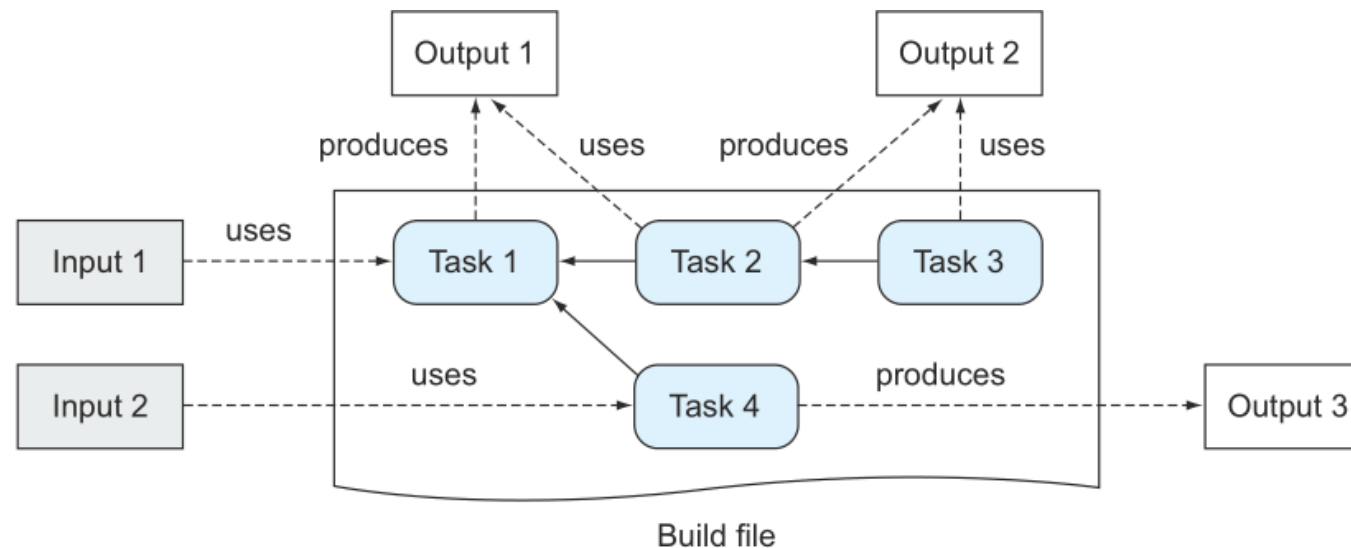 Output 1
Output 2
produces
uses
produces
uses
uses
Input 1
Task 1
Task 2
Task 3
uses
produces
Input 2
Task 4
Output 3
Build file